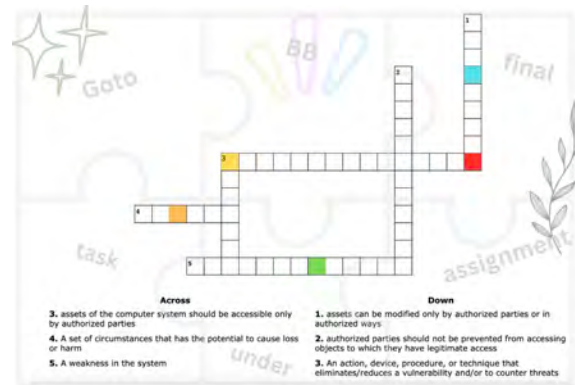 Goto
BB
final
1
2
3
4
5
task
assignment
under
Across
3. assets of the computer system should be accessible only
by authorized parties
4. A set of circumstances that has the potential to cause loss
or harm
5. A weakness in the system
Down
1. assets can be modified only by authorized parties or in
authorized ways
2. authorized parties should not be prevented from accessing
objects to which they have legitimate access
3. An action, device, procedure, or technique that
eliminates/reduces a vulnerability and/or to counter threats